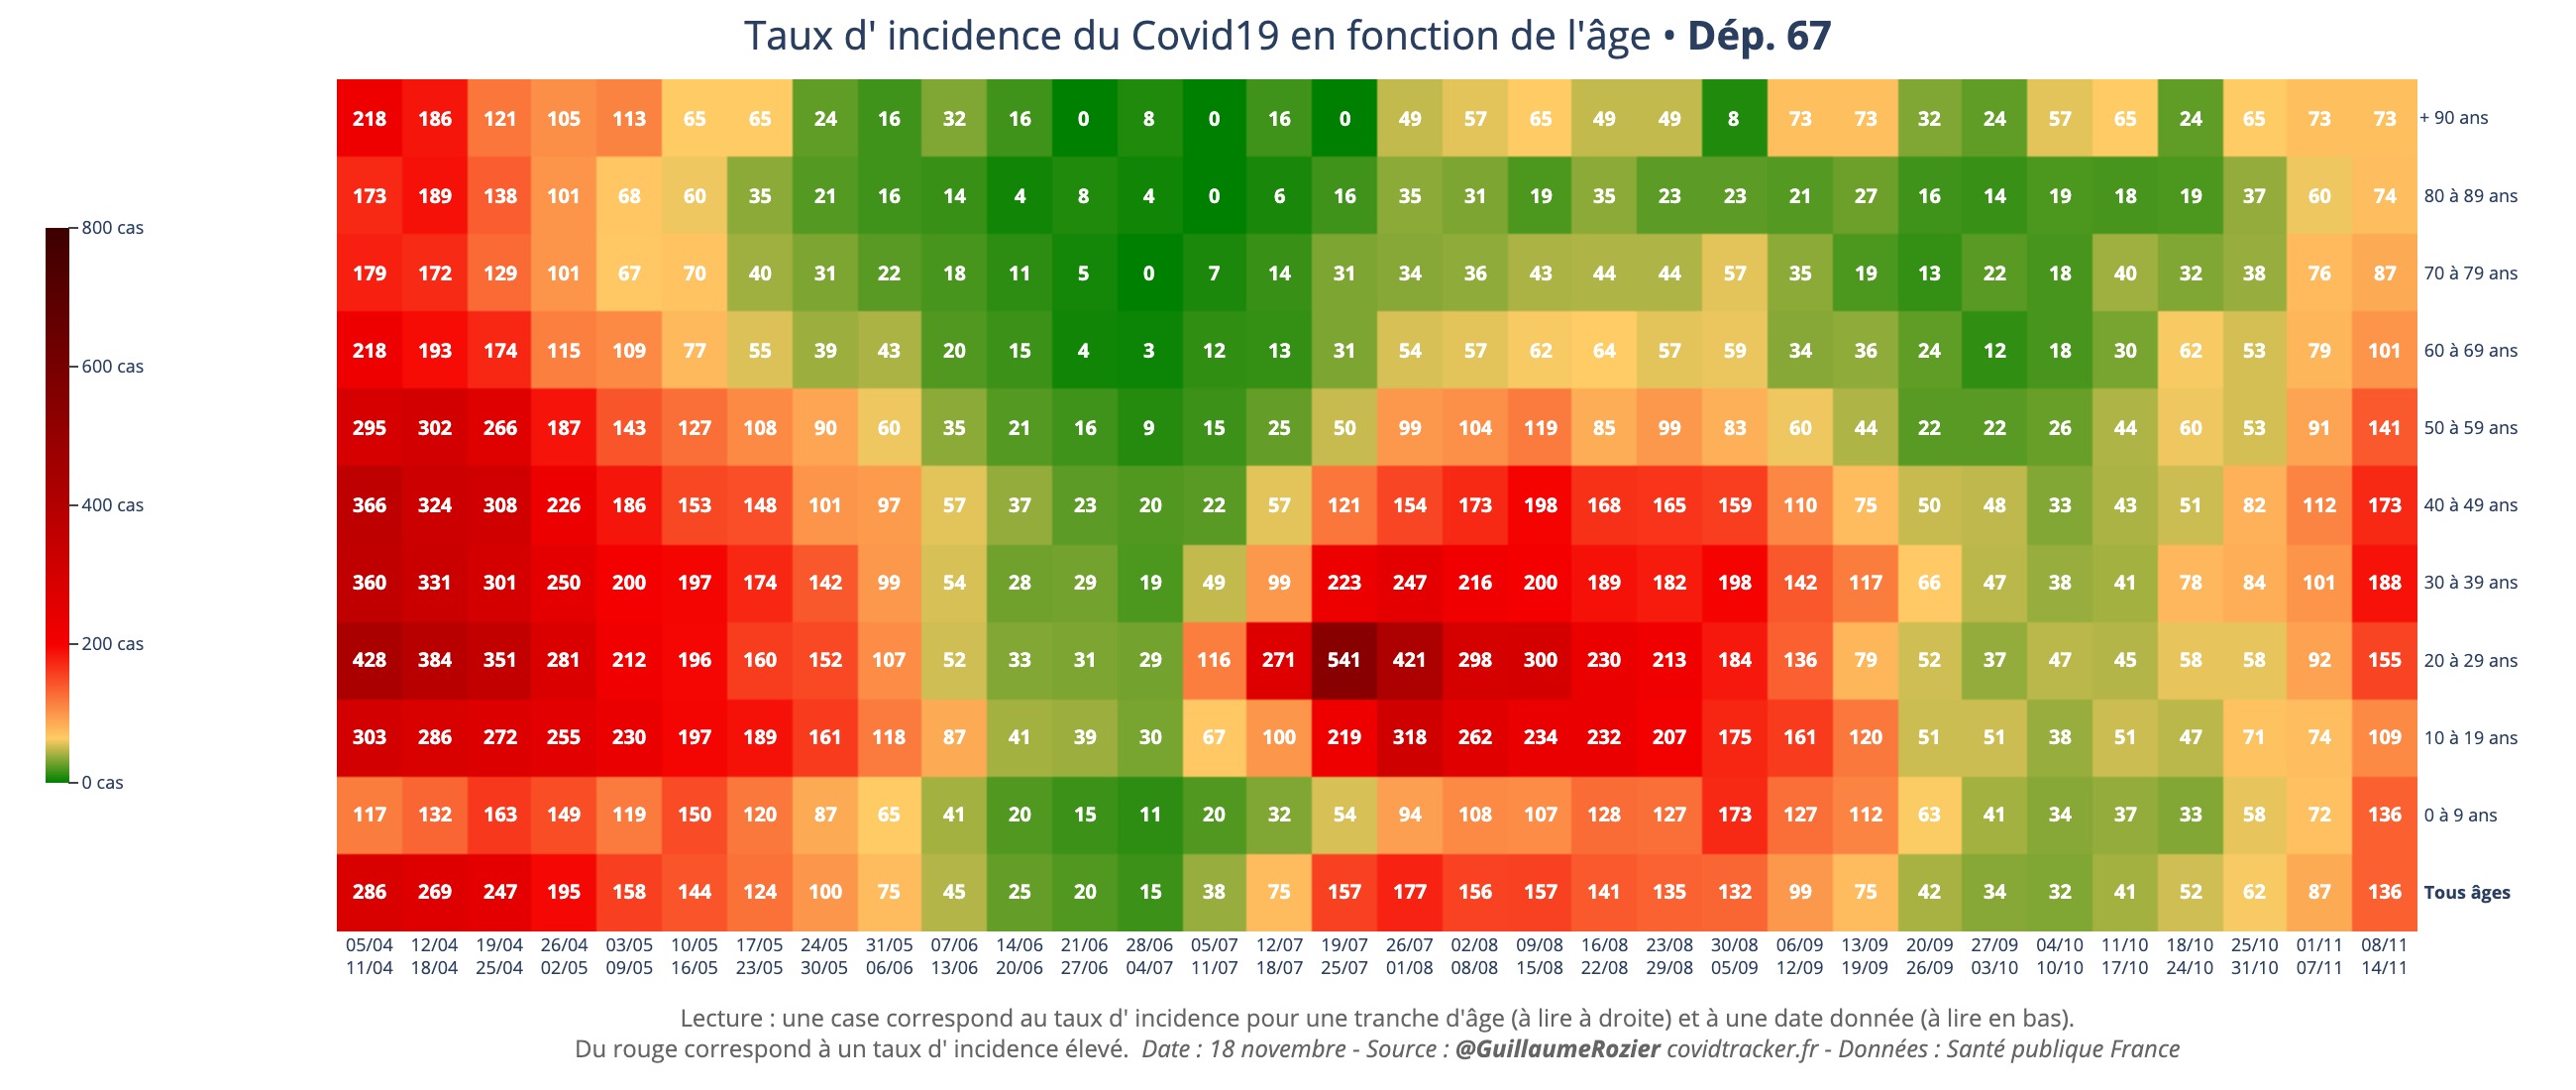 Taux d' incidence du Covid19 en fonction de l'âge • Dép. 67
800 cas
600 cas
400 cas
200 cas
0 cas
218 186 121 105 113 65 65 24 16 32 16 0 8 0 16 0 49 57 65 49 49 8 73 73 32 24 57 65 24 65 73 73 + 90 ans
173 189 138 101 68 60 35 21 16 14 4 8 4 0 6 16 35 31 19 35 23 23 21 27 16 14 19 18 19 37 60 74 80 à 89 ans
179 172 129 101 67 70 40 31 22 18 11 5 0 7 14 31 34 36 43 44 44 57 35 19 13 22 18 40 32 38 76 87 70 à 79 ans
218 193 174 115 109 77 55 39 43 20 15 4 3 12 13 31 54 57 62 64 57 59 34 36 24 12 18 30 62 53 79 101 60 à 69 ans
295 302 266 187 143 127 108 90 60 35 21 16 9 15 25 50 99 104 119 85 99 83 60 44 22 22 26 44 60 53 91 141 50 à 59 ans
366 324 308 226 186 153 148 101 97 57 37 23 20 22 57 121 154 173 198 168 165 159 110 75 50 48 33 43 51 82 112 173 40 à 49 ans
360 331 301 250 200 197 174 142 99 54 28 29 19 49 99 223 247 216 200 189 182 198 142 117 66 47 38 41 78 84 101 188 30 à 39 ans
428 384 351 281 212 196 160 152 107 52 33 31 29 116 271 541 421 298 300 230 213 184 136 79 52 37 47 45 58 58 92 155 20 à 29 ans
303 286 272 255 230 197 189 161 118 87 41 39 30 67 100 219 318 262 234 232 207 175 161 120 51 51 38 51 47 71 74 109 10 à 19 ans
117 132 163 149 119 150 120 87 65 41 20 15 11 20 32 54 94 108 107 128 127 173 127 112 63 41 34 37 33 58 72 136 0 à 9 ans
286 269 247 195 158 144 124 100 75 45 25 20 15 38 75 157 177 156 157 141 135 132 99 75 42 34 32 41 52 62 87 136 Tous âges
05/04 12/04 19/04 26/04 03/05 10/05 17/05 24/05 31/05 07/06 14/06 21/06 28/06 05/07 12/07 19/07 26/07 02/08 09/08 16/08 23/08 30/08 06/09 13/09 20/09 27/09 04/10 11/10 18/10 25/10 01/11 08/11
11/04 18/04 25/04 02/05 09/05 16/05 23/05 30/05 06/06 13/06 20/06 27/06 04/07 11/07 18/07 25/07 01/08 08/08 15/08 22/08 29/08 05/09 12/09 19/09 26/09 03/10 10/10 17/10 24/10 31/10 07/11 14/11
Lecture : une case correspond au taux d' incidence pour une tranche d'âge (à lire à droite) et à une date donnée (à lire en bas).
Du rouge correspond à un taux d' incidence élevé. Date : 18 novembre - Source : @GuillaumeRozier covidtracker.fr - Données : Santé publique France